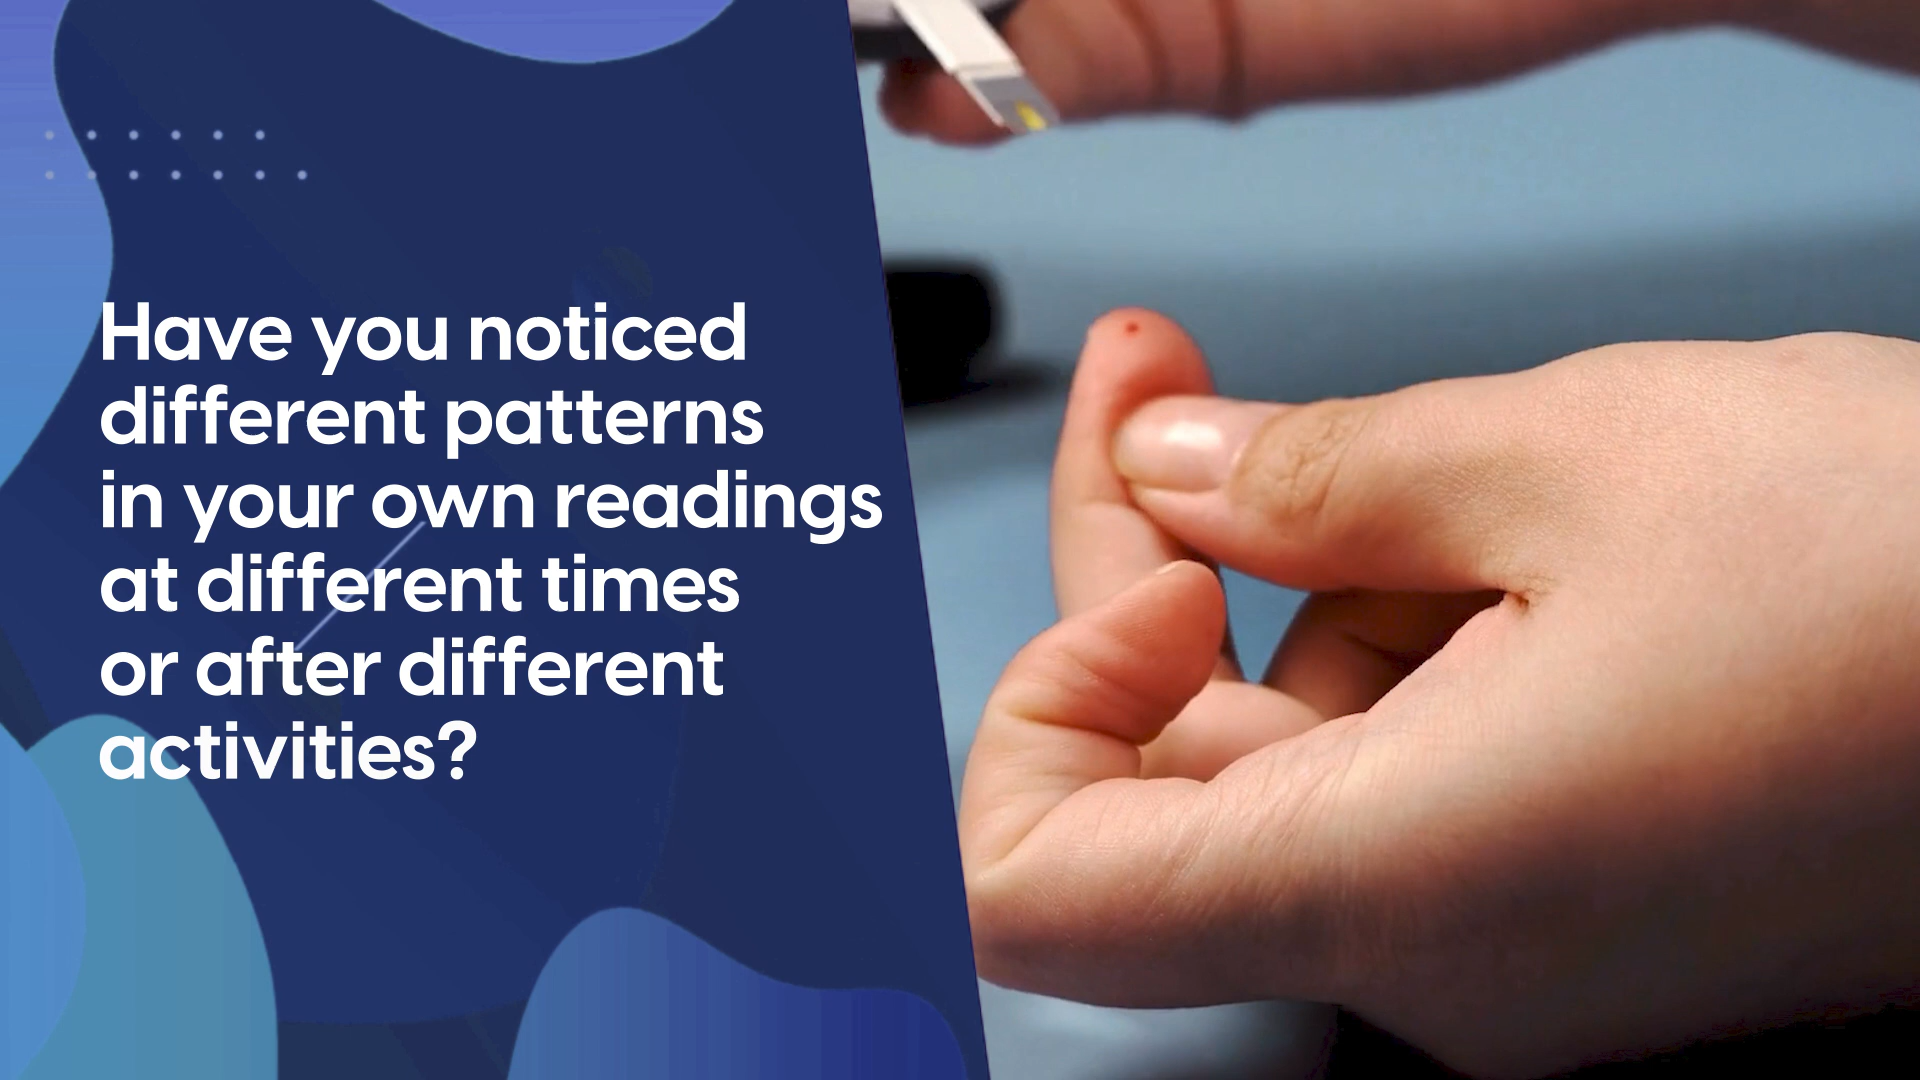 Have you noticed
different patterns
in your own readings
at different times
or after different
activities?